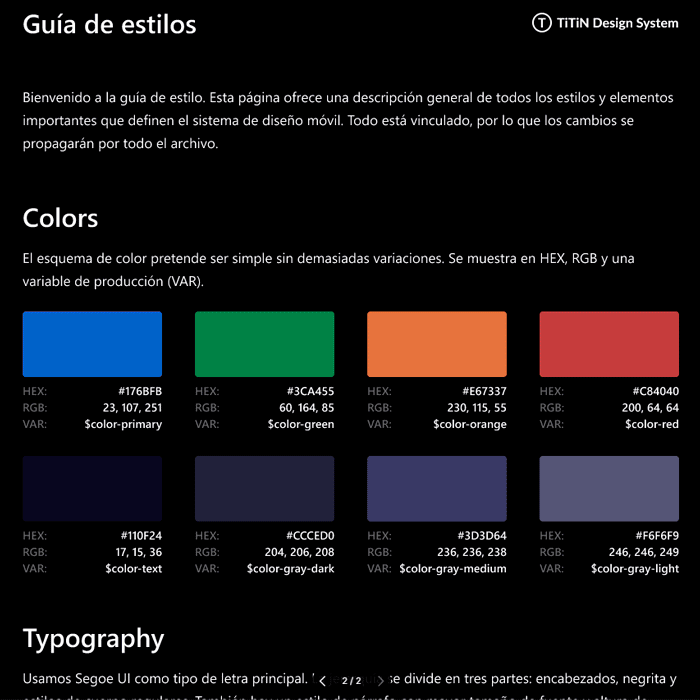 Guía de estilos
TiTiN Design System
Bienvenido a la guía de estilo. Esta página ofrece una descripción general de todos los estilos y elementos
importantes que definen el sistema de diseño móvil. Todo está vinculado, por lo que los cambios se
propagarán por todo el archivo.
Colors
El esquema de color pretende ser simple sin demasiadas variaciones. Se muestra en HEX, RGB y una
variable de producción (VAR).
HEX: #176BFB
RGB: 23, 107, 251
VAR: $color-primary
HEX: #3CA455
RGB: 60, 164, 85
VAR: $color-green
HEX: #E67337
RGB: 230, 115, 55
VAR: $color-orange
HEX: #C84040
RGB: 200, 64, 64
VAR: $color-red
HEX: #110F24
RGB: 17, 15, 36
VAR: $color-text
HEX: #CCCED0
RGB: 204, 206, 208
VAR: $color-gray-dark
HEX: #3D3D64
RGB: 236, 236, 238
VAR: $color-gray-medium
HEX: #F6F6F9
RGB: 246, 246, 249
VAR: $color-gray-light
Typography
Usamos Segoe UI como tipo de letra principal. se divide en tres partes: encabezados, negrita y
2 / 2